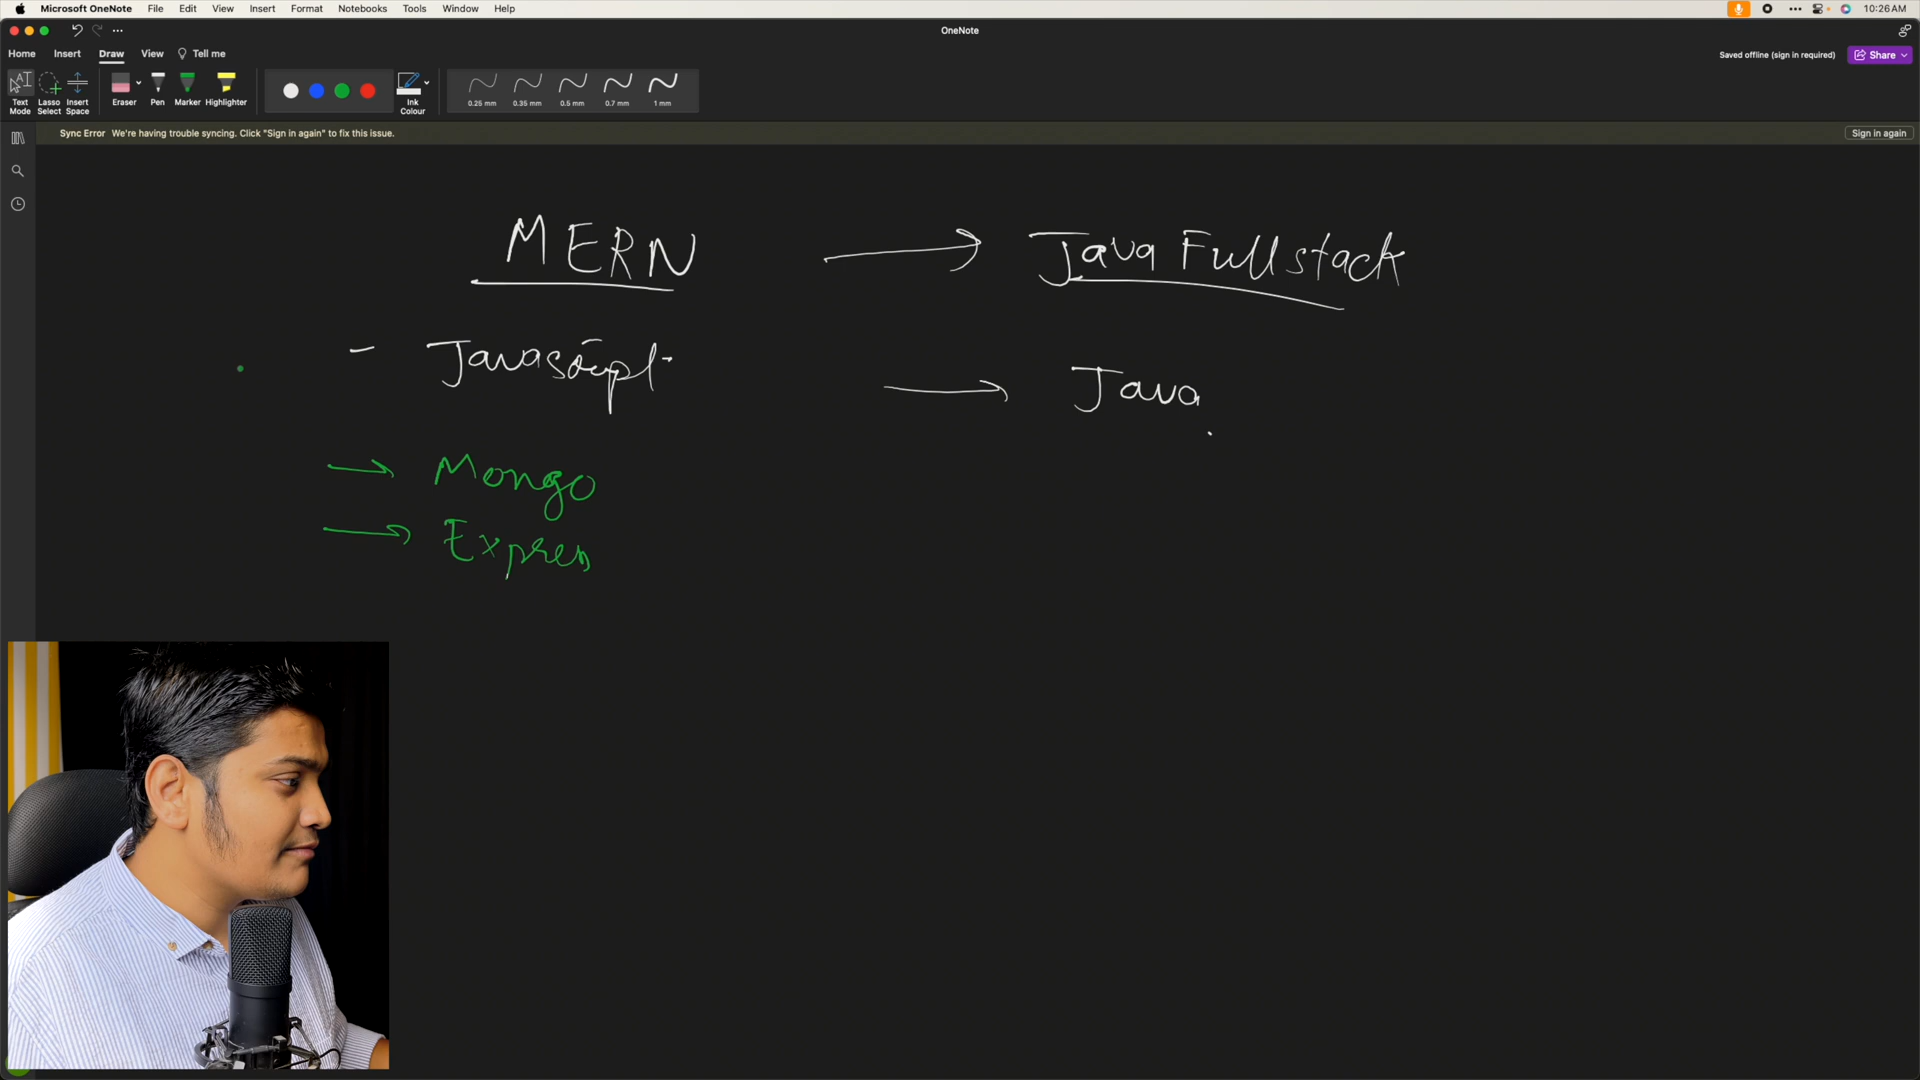 Microsoft OneNote File Edit View Insert Format Notebooks Tools Window Help 10:26 AM
OneNote
Home Insert Draw View Tell me
Saved offline (sign in required) Share
Text Mode Lasso Select Insert Space Eraser Pen Marker Highlighter Ink Colour 0.25 mm 0.35 mm 0.5 mm 0.7 mm 1 mm
Sync Error We're having trouble syncing. Click "Sign in again" to fix this issue. Sign in again
MERN → Java Fullstack
- Javascript → Java
→ Mongo
→ Express